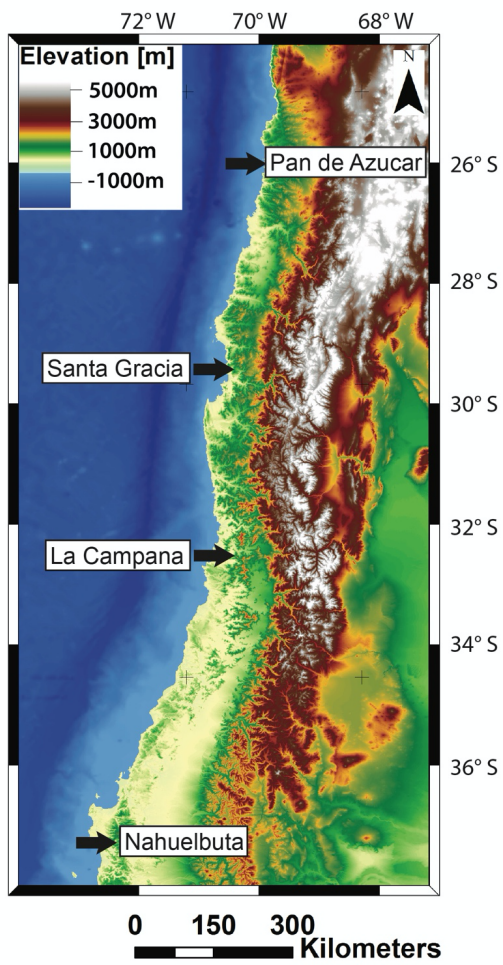 72° W 70° W 68° W
Elevation [m]
N
5000m
3000m
1000m
-1000m
Pan de Azucar
26° S
28° S
Santa Gracia
30° S
32° S
La Campana
34° S
36° S
Nahuelbuta
0 150 300
Kilometers